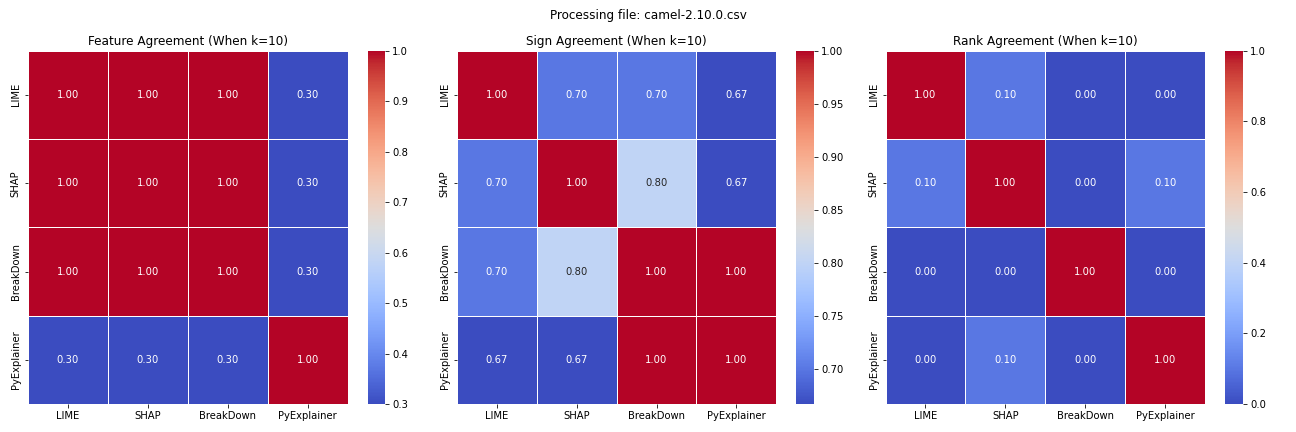 Processing file: camel-2.10.0.csv
Feature Agreement (When k=10)
LIME
SHAP
BreakDown
PyExplainer
1.00 1.00 1.00 0.30
1.00 1.00 1.00 0.30
1.00 1.00 1.00 0.30
0.30 0.30 0.30 1.00
LIME SHAP BreakDown PyExplainer
1.0
0.9
0.8
0.7
0.6
0.5
0.4
0.3
Sign Agreement (When k=10)
LIME
SHAP
BreakDown
PyExplainer
1.00 0.70 0.70 0.67
0.70 1.00 0.80 0.67
0.70 0.80 1.00 1.00
0.67 0.67 1.00 1.00
LIME SHAP BreakDown PyExplainer
1.00
0.95
0.90
0.85
0.80
0.75
0.70
Rank Agreement (When k=10)
LIME
SHAP
BreakDown
PyExplainer
1.00 0.10 0.00 0.00
0.10 1.00 0.00 0.10
0.00 0.00 1.00 0.00
0.00 0.10 0.00 1.00
LIME SHAP BreakDown PyExplainer
1.0
0.8
0.6
0.4
0.2
0.0